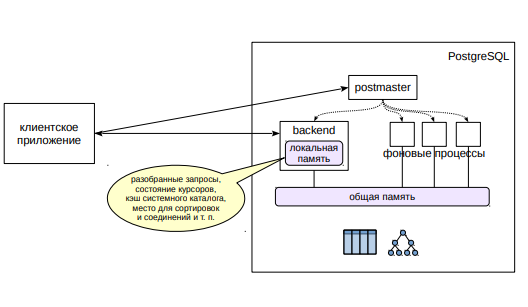 PostgreSQL
postmaster
клиентское
приложение
backend
локальная
память
фоновые процессы
разобранные запросы,
состояние курсоров,
кэш системного каталога,
место для сортировок
и соединений и т. п.
общая память